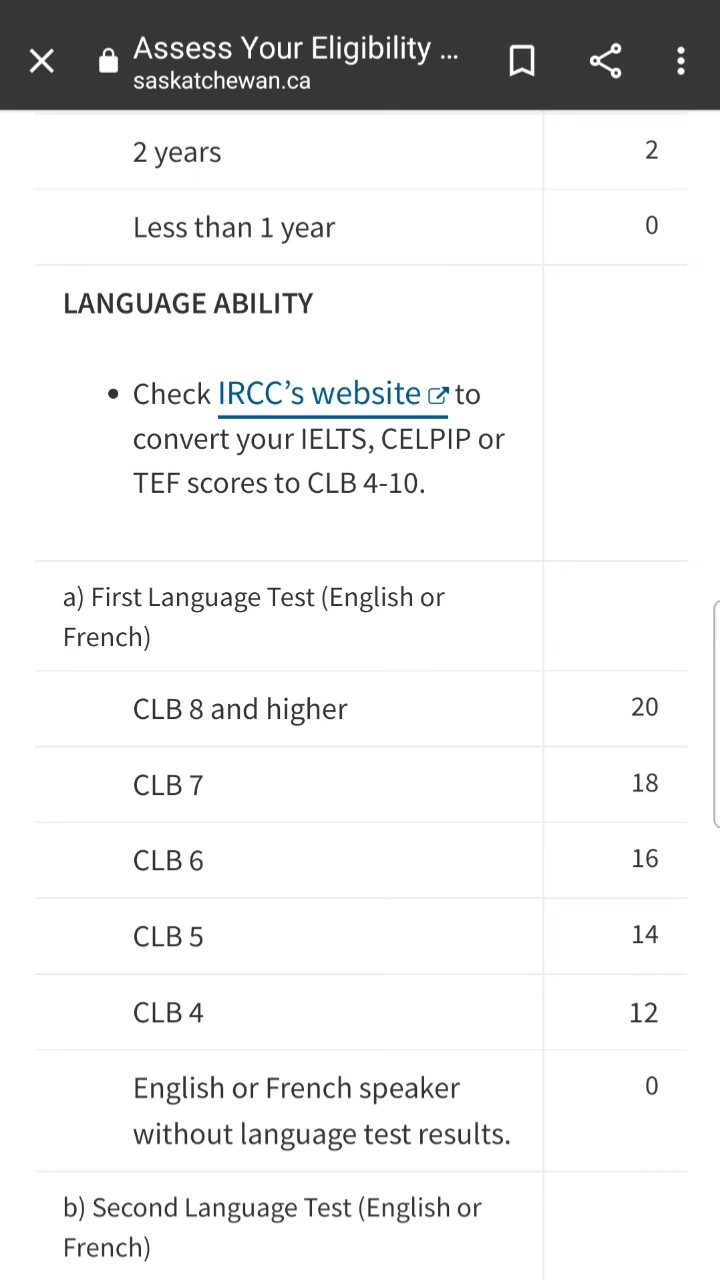 Assess Your Eligibility ...
saskatchewan.ca
2 years 2
Less than 1 year 0
LANGUAGE ABILITY
• Check IRCC’s website to
convert your IELTS, CELPIP or
TEF scores to CLB 4-10.
a) First Language Test (English or
French)
CLB 8 and higher 20
CLB 7 18
CLB 6 16
CLB 5 14
CLB 4 12
English or French speaker 0
without language test results.
b) Second Language Test (English or
French)